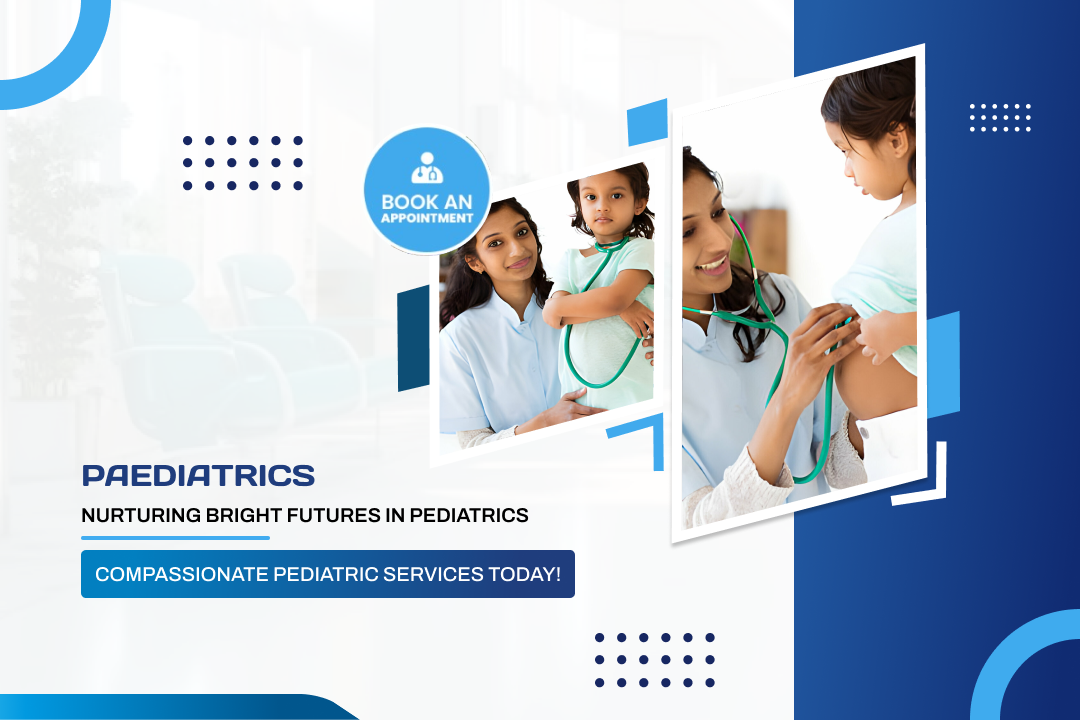 BOOK AN
APPOINTMENT
PAEDIATRICS
NURTURING BRIGHT FUTURES IN PEDIATRICS
COMPASSIONATE PEDIATRIC SERVICES TODAY!